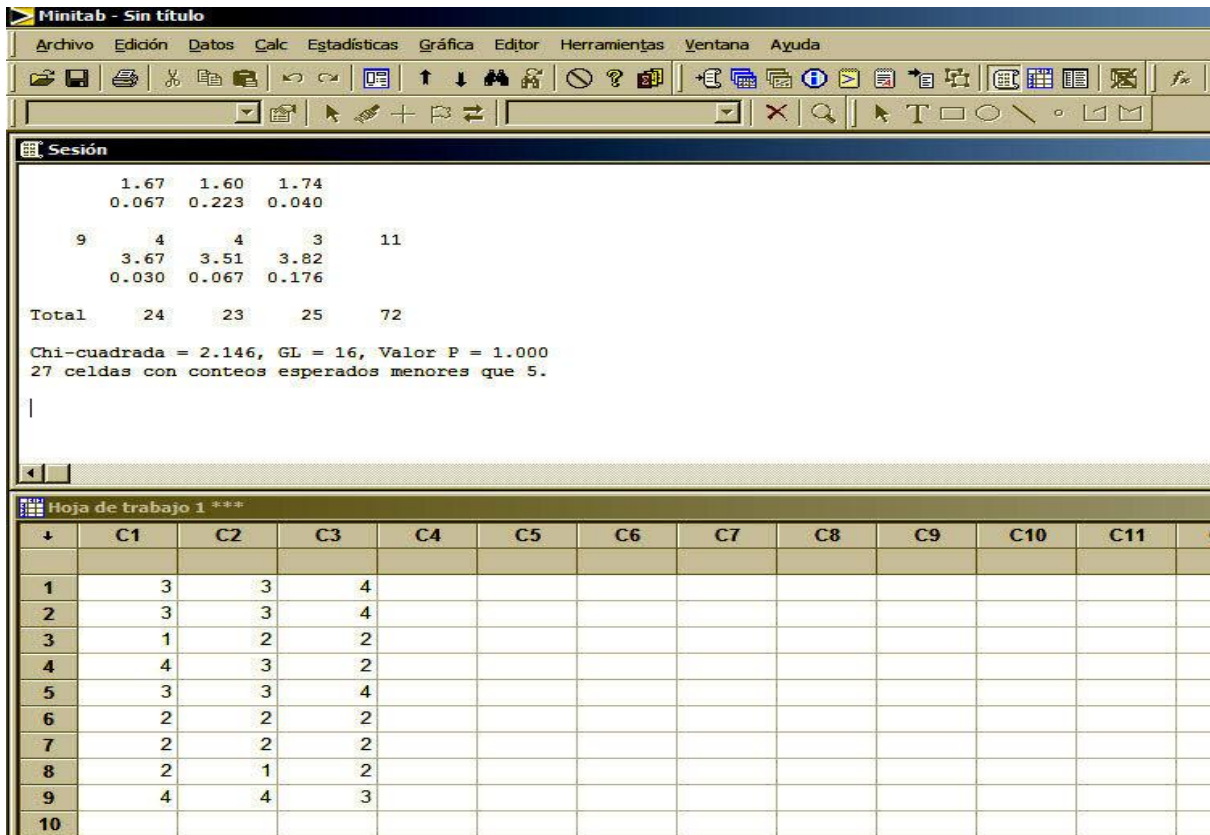 Minitab - Sin título
Archivo Edición Datos Calc Estadísticas Gráfica Editor Herramientas Ventana Ayuda
Sesión
1.67 1.60 1.74
0.067 0.223 0.040
9 4 4 3 11
3.67 3.51 3.82
0.030 0.067 0.176
Total 24 23 25 72
Chi-cuadrada = 2.146, GL = 16, Valor P = 1.000
27 celdas con conteos esperados menores que 5.
Hoja de trabajo 1 ***
C1 C2 C3 C4 C5 C6 C7 C8 C9 C10 C11
1 3 3 4
2 3 3 4
3 1 2 2
4 4 3 2
5 3 3 4
6 2 2 2
7 2 2 2
8 2 1 2
9 4 4 3
10